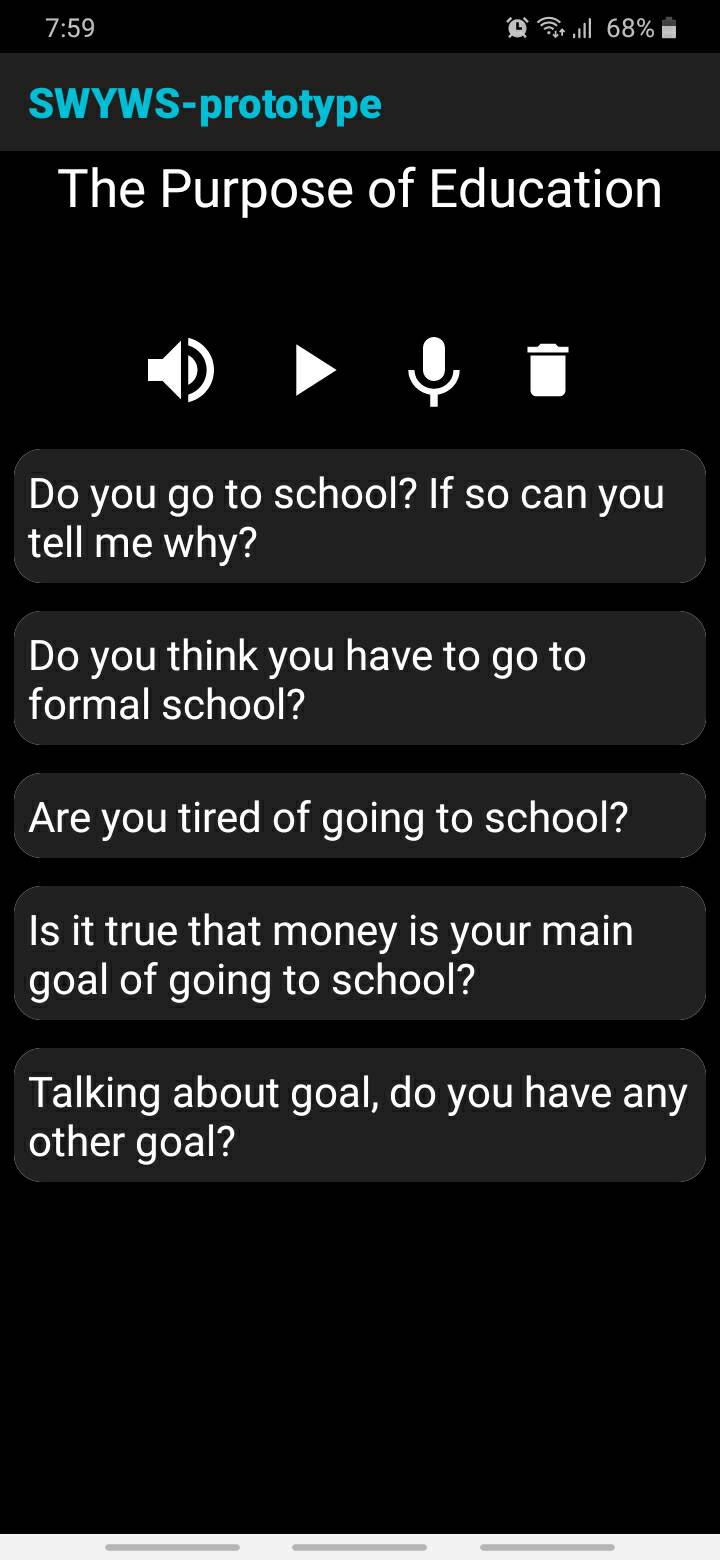 7:59
68%
SWYWS-prototype
The Purpose of Education
Do you go to school? If so can you
tell me why?
Do you think you have to go to
formal school?
Are you tired of going to school?
Is it true that money is your main
goal of going to school?
Talking about goal, do you have any
other goal?